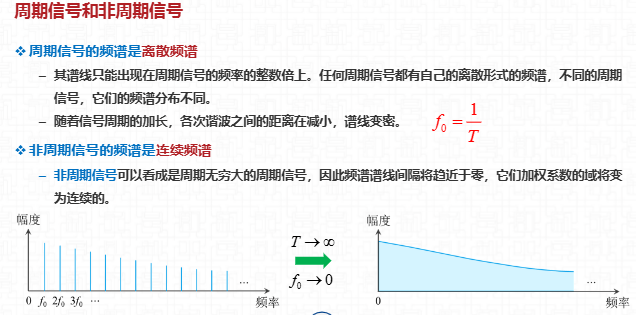 周期信号和非周期信号
❖ 周期信号的频谱是离散频谱
– 其谱线只能出现在周期信号的频率的整数倍上。任何周期信号都有自己的离散形式的频谱，不同的周期
信号，它们的频谱分布不同。
– 随着信号周期的加长，各次谐波之间的距离在减小，谱线变密。
f₀ = 1/T
❖ 非周期信号的频谱是连续频谱
– 非周期信号可以看成是周期无穷大的周期信号，因此频谱谱线间隔将趋近于零，它们加权系数的域将变
为连续的。
幅度
0 f₀ 2f₀ 3f₀ ···
...
频率
T→∞
f₀→0
幅度
0
...
频率